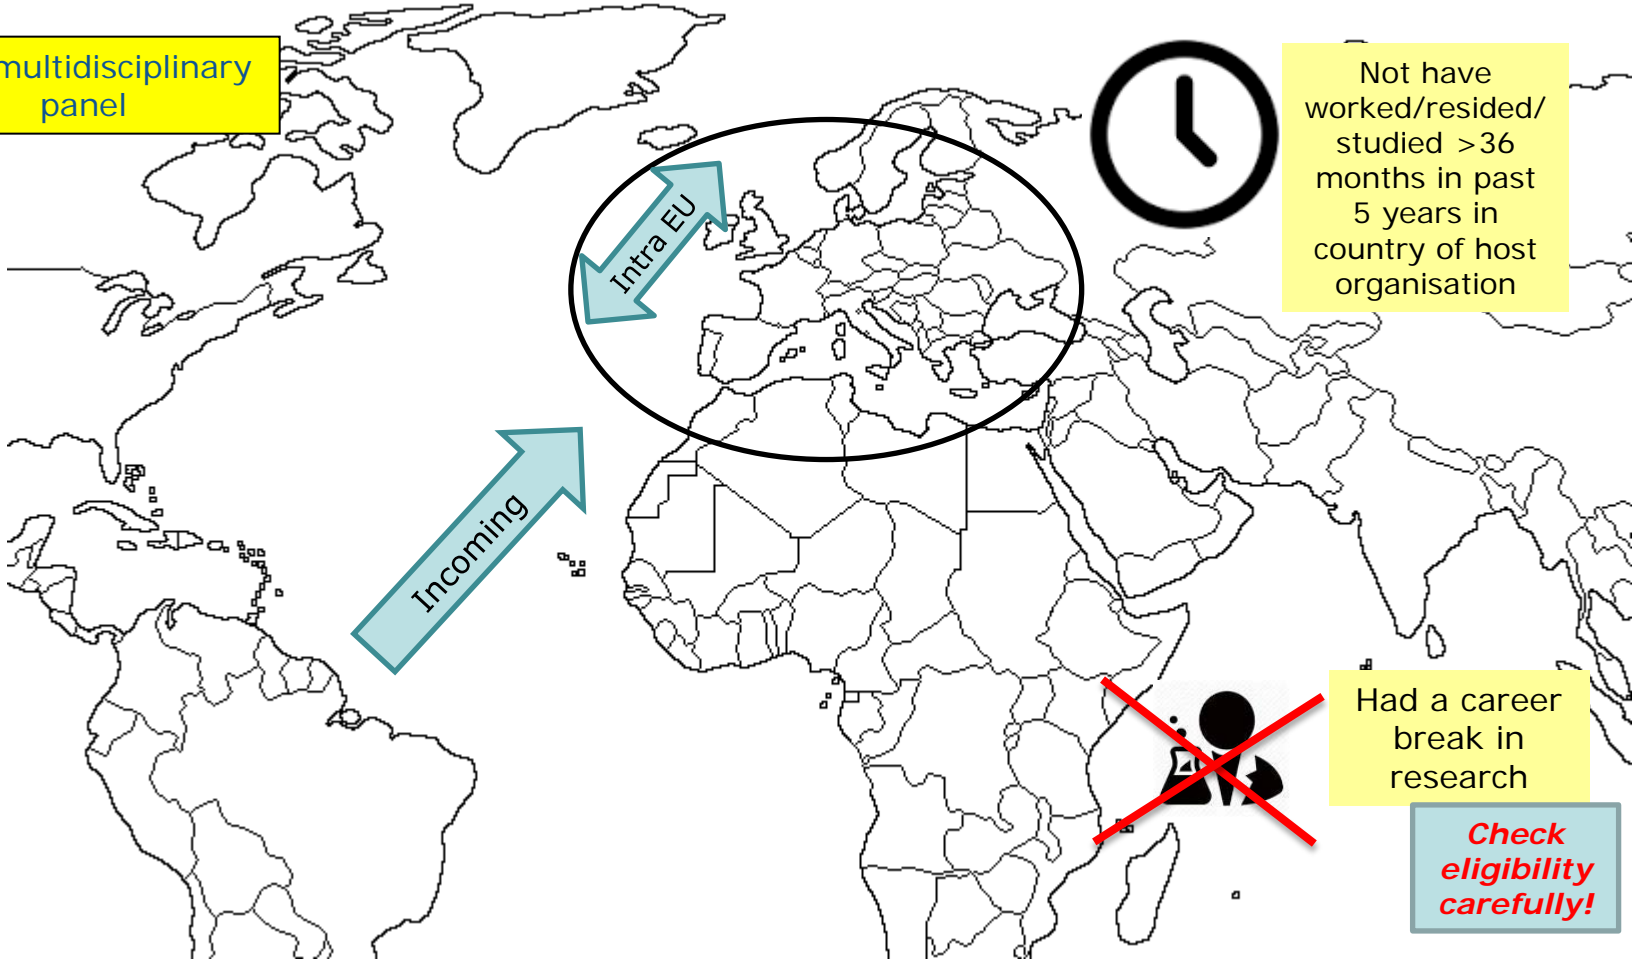 multidisciplinary
panel
Not have
worked/resided/
studied >36
months in past
5 years in
country of host
organisation
Intra EU
Incoming
Had a career
break in
research
Check
eligibility
carefully!